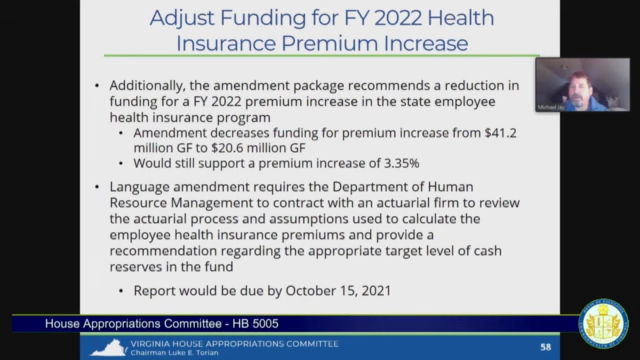 Adjust Funding for FY 2022 Health
Insurance Premium Increase
• Additionally, the amendment package recommends a reduction in
funding for a FY 2022 premium increase in the state employee
health insurance program
• Amendment decreases funding for premium increase from $41.2
million GF to $20.6 million GF
• Would still support a premium increase of 3.35%
• Language amendment requires the Department of Human
Resource Management to contract with an actuarial firm to review
the actuarial process and assumptions used to calculate the
employee health insurance premiums and provide a
recommendation regarding the appropriate target level of cash
reserves in the fund
• Report would be due by October 15, 2021
Michael Jay
House Appropriations Committee - HB 5005
VIRGINIA HOUSE APPROPRIATIONS COMMITTEE
Chairman Luke E. Torian
58